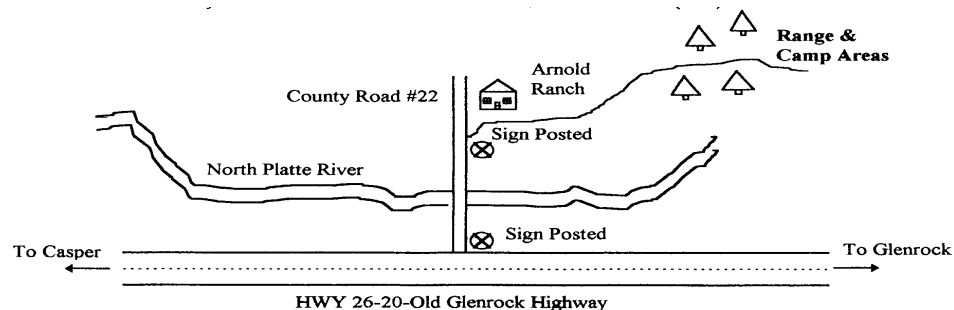 Range &
Camp Areas
Arnold
Ranch
County Road #22
Sign Posted
North Platte River
Sign Posted
To Casper
To Glenrock
HWY 26-20-Old Glenrock Highway